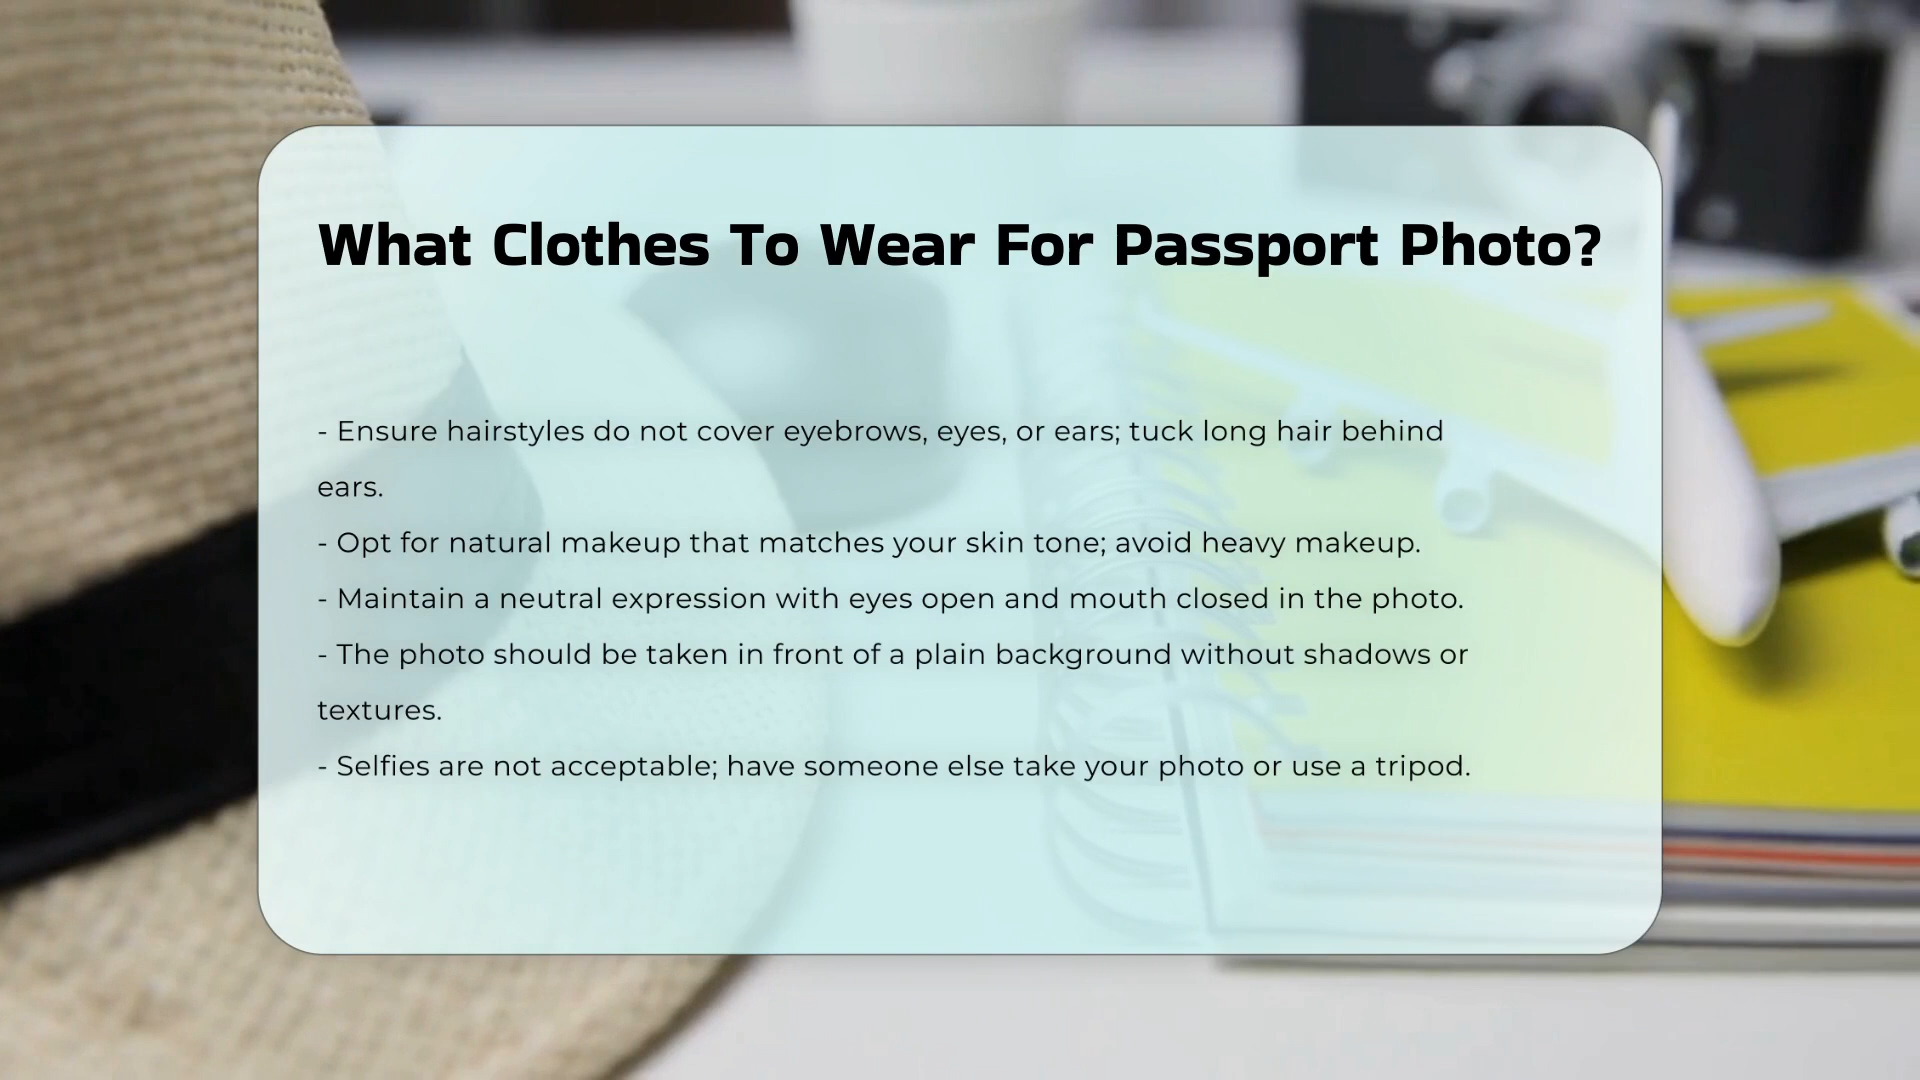 What Clothes To Wear For Passport Photo?
- Ensure hairstyles do not cover eyebrows, eyes, or ears; tuck long hair behind
ears.
- Opt for natural makeup that matches your skin tone; avoid heavy makeup.
- Maintain a neutral expression with eyes open and mouth closed in the photo.
- The photo should be taken in front of a plain background without shadows or
textures.
- Selfies are not acceptable; have someone else take your photo or use a tripod.